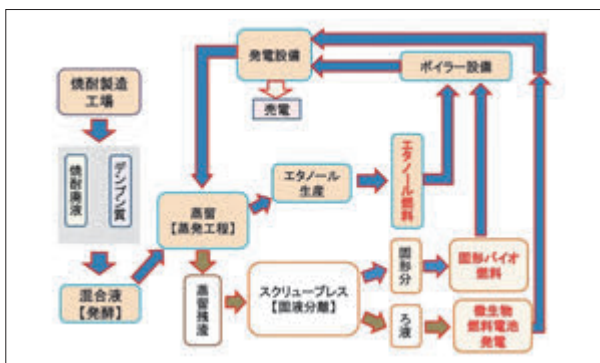 焼酎製造
工場
焼酎廃液
デンプン質
混合液
【発酵】
蒸留
【蒸発工程】
発電設備
売電
ボイラー設備
エタノール
生産
エタノール燃料
蒸留残渣
スクリュープレス
【固液分離】
固形分
固形バイオ
燃料
ろ液
微生物
燃料電池
発電